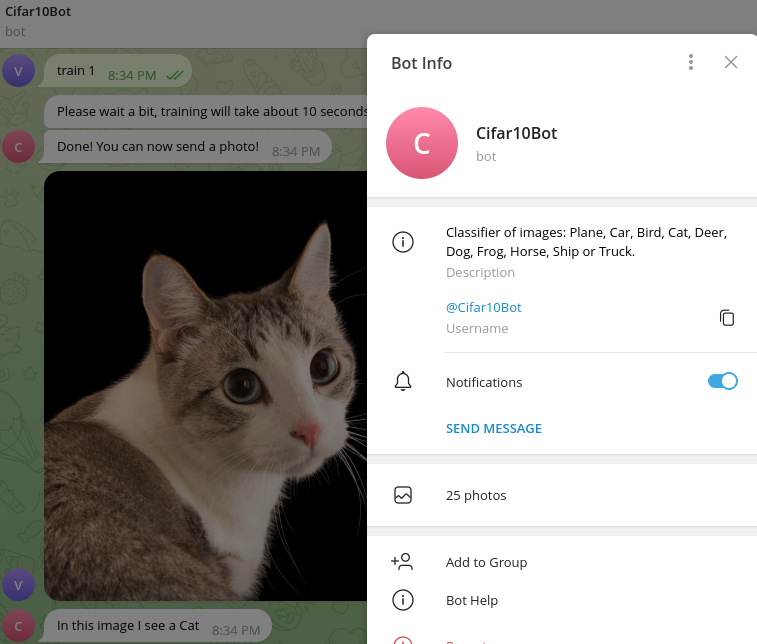 Cifar10Bot
bot
V
train 1 8:34 PM
Please wait a bit, training will take about 10 seconds
C
Done! You can now send a photo! 8:34 PM
V
C
In this image I see a Cat 8:34 PM
Bot Info
C
Cifar10Bot
bot
Classifier of images: Plane, Car, Bird, Cat, Deer,
Dog, Frog, Horse, Ship or Truck.
Description
@Cifar10Bot
Username
Notifications
SEND MESSAGE
25 photos
Add to Group
Bot Help